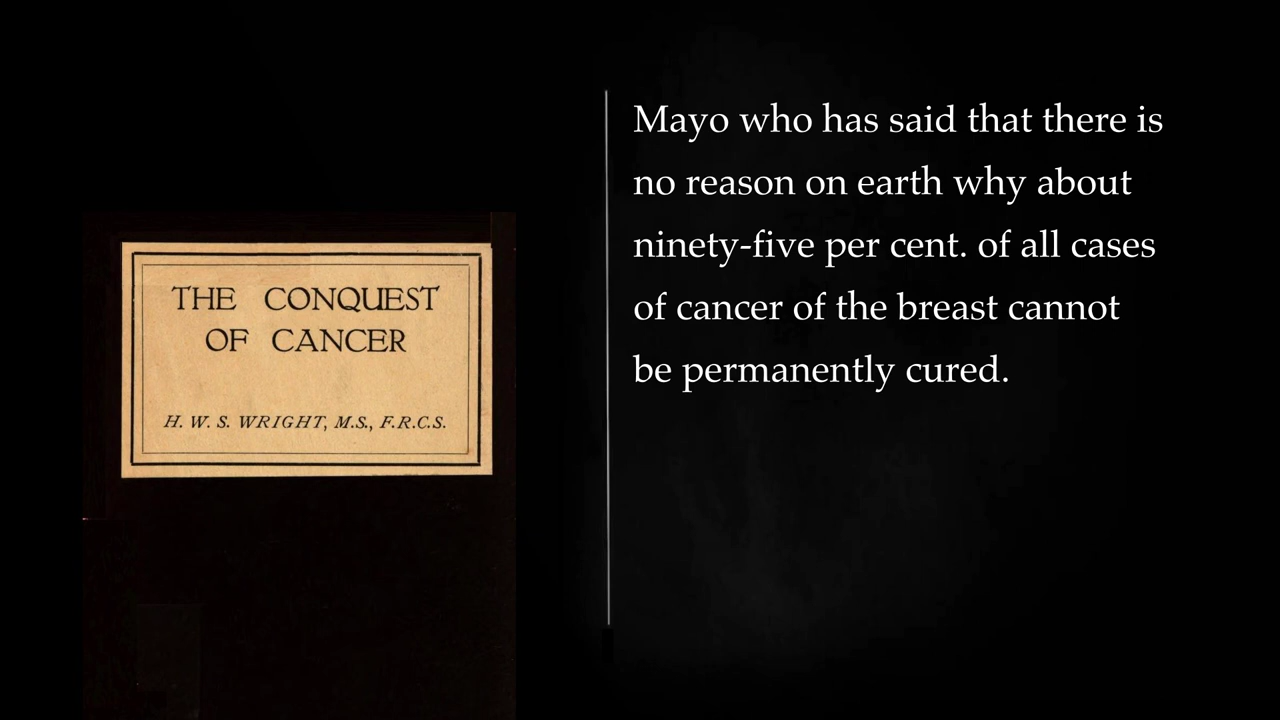 THE CONQUEST
OF CANCER
H. W. S. WRIGHT, M.S., F.R.C.S.
Mayo who has said that there is
no reason on earth why about
ninety-five per cent. of all cases
of cancer of the breast cannot
be permanently cured.